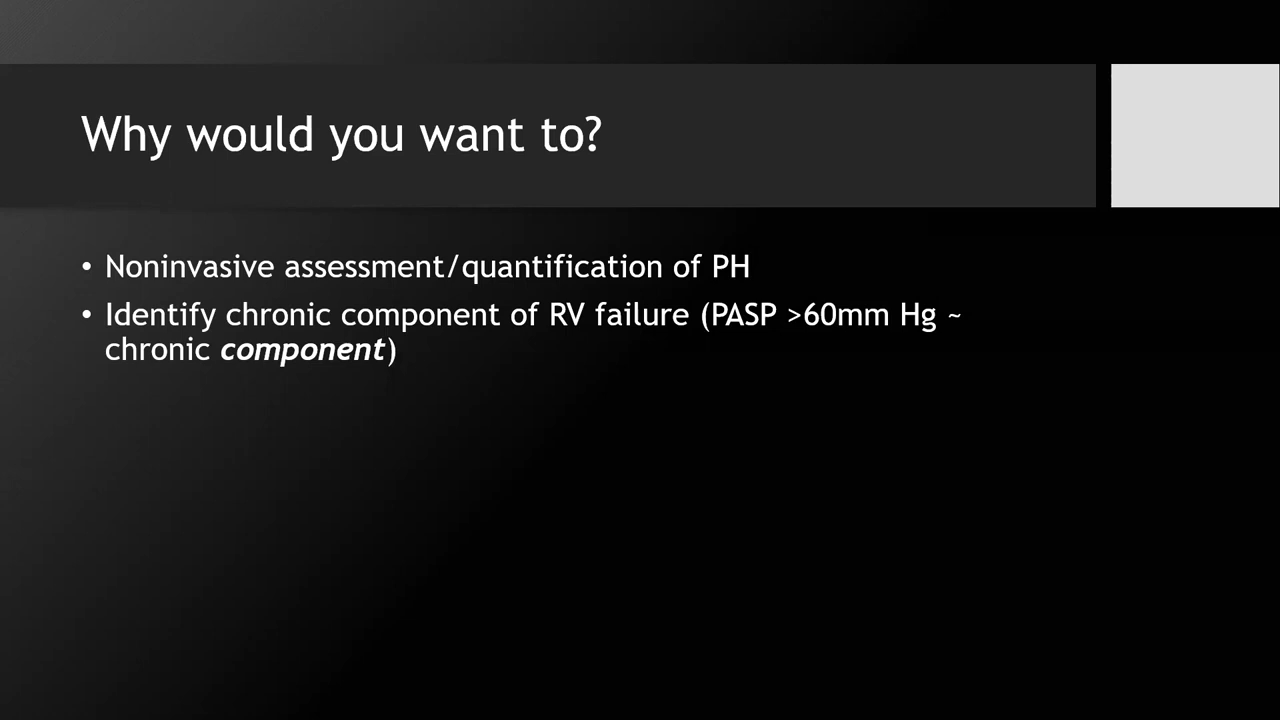 Why would you want to?
• Noninvasive assessment/quantification of PH
• Identify chronic component of RV failure (PASP >60mm Hg ~
chronic component)